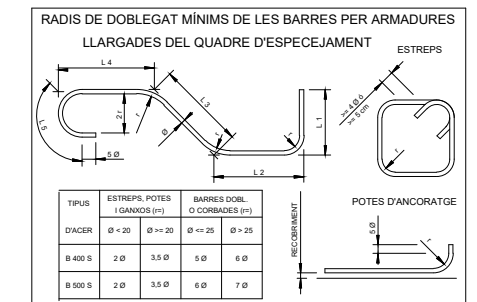 RADIS DE DOBLEGAT MÍNIMS DE LES BARRES PER ARMADURES
LLARGADES DEL QUADRE D'ESPECEJAMENT
ESTREPS
L 4
L 3
L 5
2 r
r
Ø
r
r
L 1
L 2
5 Ø
>= 4 Ø ó
>= 5 cm
r
TIPUS
D'ACER
ESTREPS, POTES
I GANXOS (r=)
BARRES DOBL.
O CORBADES (r=)
Ø < 20 Ø >= 20 Ø <= 25 Ø > 25
B 400 S 2 Ø 3,5 Ø 5 Ø 6 Ø
B 500 S 2 Ø 3,5 Ø 6 Ø 7 Ø
POTES D'ANCORATGE
RECOBRIMENT
5 Ø
r